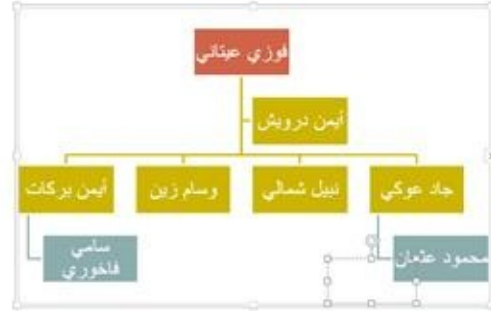 فوزي عيتاني
أيمن درويش
جاد عوكي
نبيل شمالي
وسام زين
أيمن بركات
محمود عثمان
سامي
فاخوري